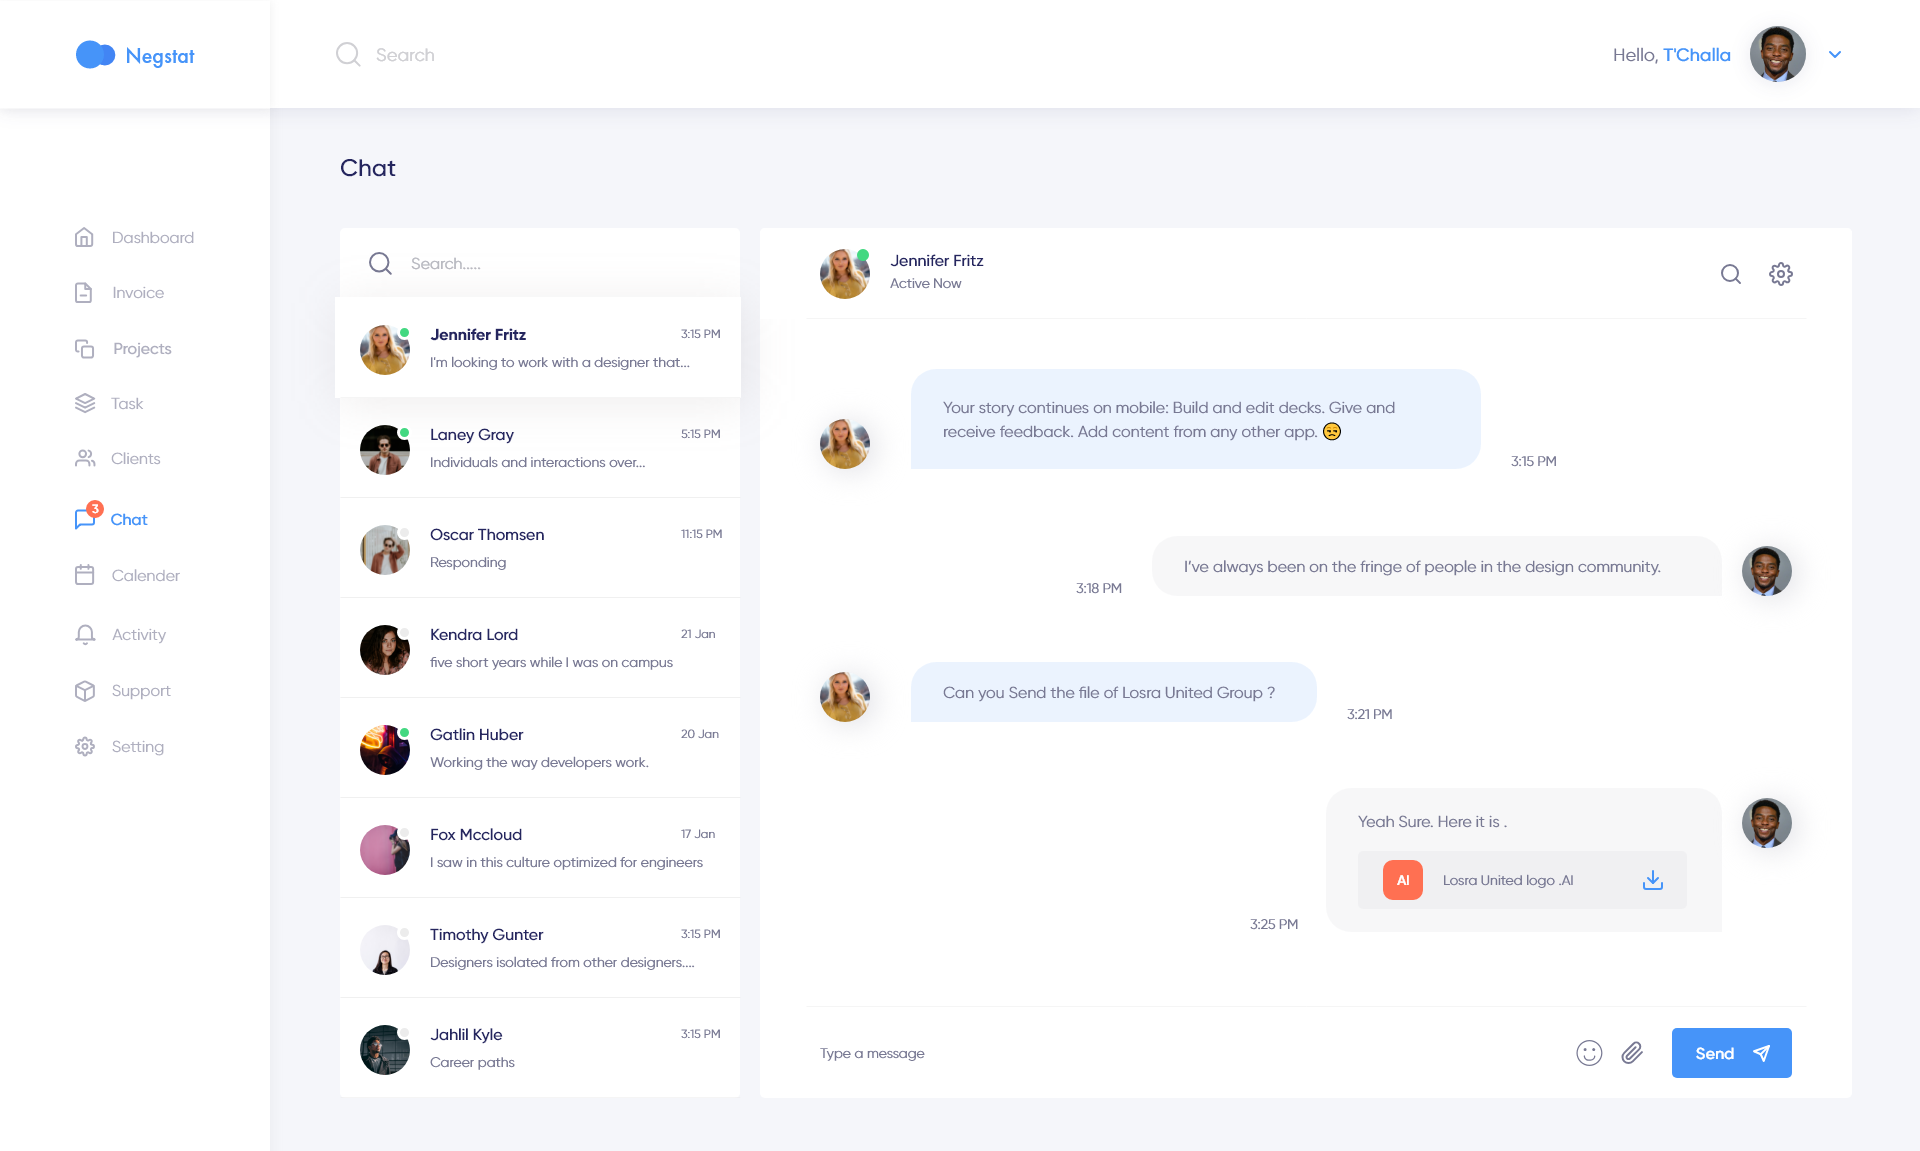 Negstat
Search
Hello, T'Challa
Chat
Dashboard
Invoice
Projects
Task
Clients
3
Chat
Calender
Activity
Support
Setting
Search.....
Jennifer Fritz
3:15 PM
I'm looking to work with a designer that...
Laney Gray
5:15 PM
Individuals and interactions over...
Oscar Thomsen
11:15 PM
Responding
Kendra Lord
21 Jan
five short years while I was on campus
Gatlin Huber
20 Jan
Working the way developers work.
Fox Mccloud
17 Jan
I saw in this culture optimized for engineers
Timothy Gunter
3:15 PM
Designers isolated from other designers....
Jahlil Kyle
3:15 PM
Career paths
Jennifer Fritz
Active Now
Your story continues on mobile: Build and edit decks. Give and
receive feedback. Add content from any other app. 😒
3:15 PM
I’ve always been on the fringe of people in the design community.
3:18 PM
Can you Send the file of Losra United Group ?
3:21 PM
Yeah Sure. Here it is .
AI
Losra United logo .AI
3:25 PM
Type a message
Send